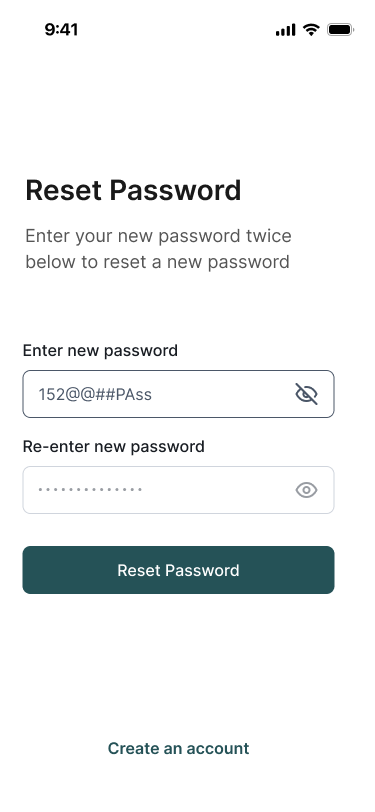 9:41
Reset Password
Enter your new password twice
below to reset a new password
Enter new password
152@@##PAss
Re-enter new password
••••••••••••••
Reset Password
Create an account